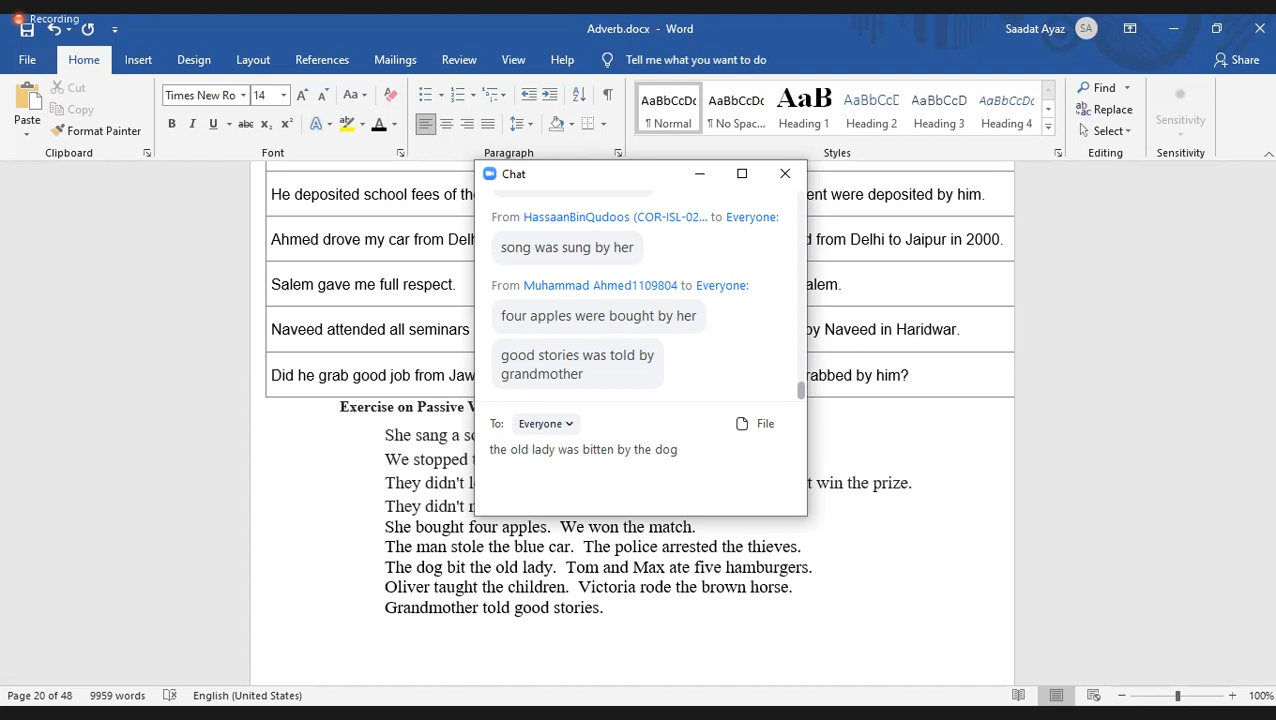 Recording
Adverb.docx - Word
Saadat Ayaz SA
File Home Insert Design Layout References Mailings Review View Help Tell me what you want to do Share
Paste
Cut
Copy
Format Painter
Clipboard
Times New Ro 14
Font
Paragraph
AaBbCcDc ¶ Normal
AaBbCcDc ¶ No Spac...
AaB Heading 1
AaBbCcDc Heading 2
AaBbCcDc Heading 3
AaBbCcDc Heading 4
Styles
Find
Replace
Select
Editing
Sensitivity
Sensitivity
He deposited school fees of the
ent were deposited by him.
Ahmed drove my car from Delh
d from Delhi to Jaipur in 2000.
Salem gave me full respect.
alem.
Naveed attended all seminars
by Naveed in Haridwar.
Did he grab good job from Jaw
rabbed by him?
Exercise on Passive V
She sang a so
We stopped t
They didn't l
t win the prize.
They didn't n
She bought four apples. We won the match.
The man stole the blue car. The police arrested the thieves.
The dog bit the old lady. Tom and Max ate five hamburgers.
Oliver taught the children. Victoria rode the brown horse.
Grandmother told good stories.
Chat
From HassaanBinQudoos (COR-ISL-02... to Everyone:
song was sung by her
From Muhammad Ahmed1109804 to Everyone:
four apples were bought by her
good stories was told by
grandmother
To: Everyone File
the old lady was bitten by the dog
Page 20 of 48 9959 words English (United States) 100%